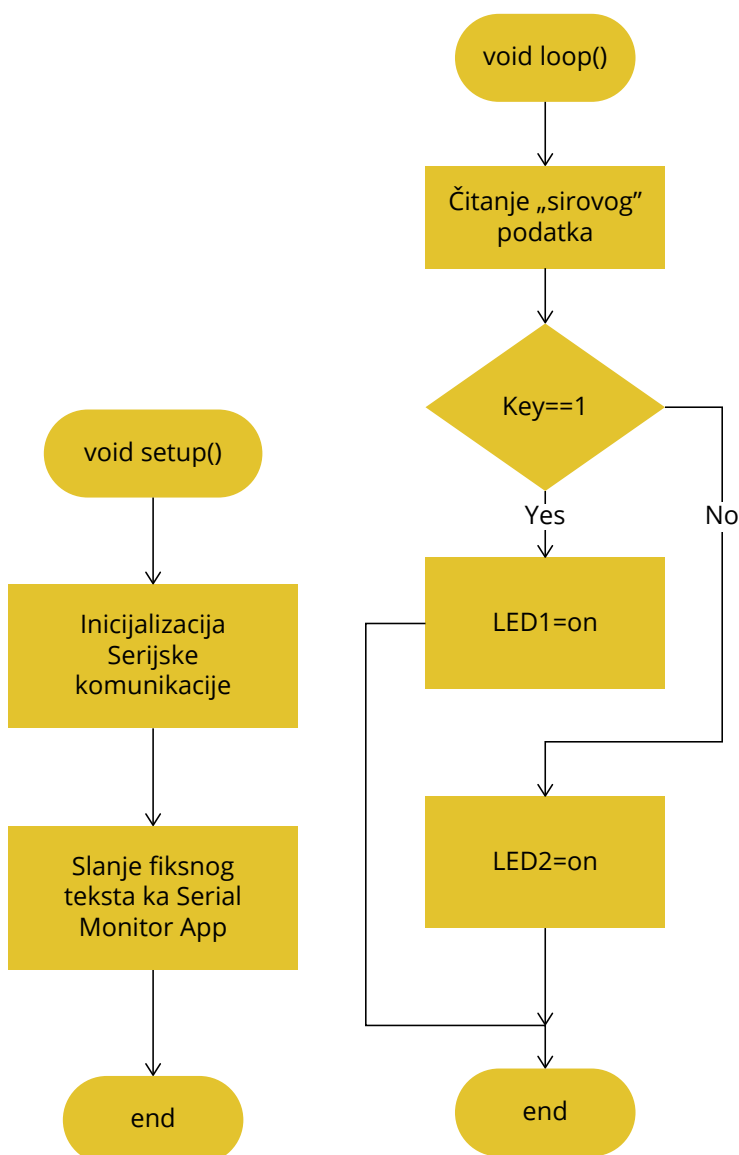 void setup()
Inicijalizacija
Serijske
komunikacije
Slanje fiksnog
teksta ka Serial
Monitor App
end
void loop()
Čitanje „sirovog”
podatka
Key==1
Yes
No
LED1=on
LED2=on
end